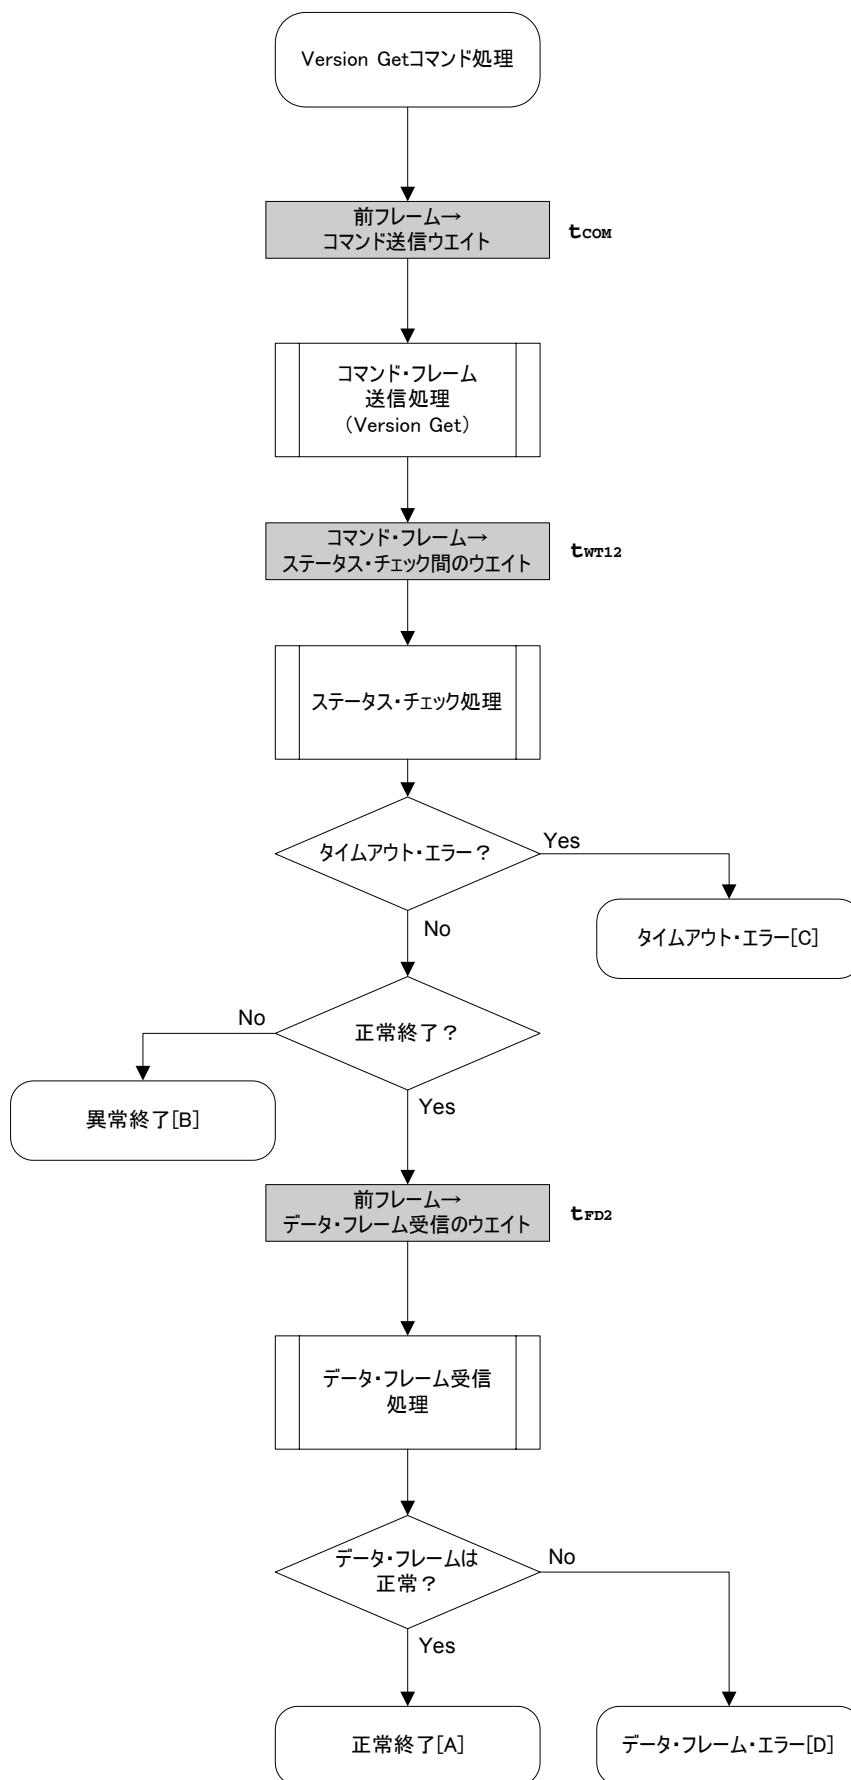 Version Getコマンド処理
前フレーム→
コマンド送信ウエイト
tCOM
コマンド・フレーム
送信処理
（Version Get）
コマンド・フレーム→
ステータス・チェック間のウエイト
tWT12
ステータス・チェック処理
タイムアウト・エラー？
Yes
タイムアウト・エラー[C]
No
正常終了？
No
異常終了[B]
Yes
前フレーム→
データ・フレーム受信のウエイト
tFD2
データ・フレーム受信
処理
データ・フレームは
正常？
No
Yes
正常終了[A]
データ・フレーム・エラー[D]